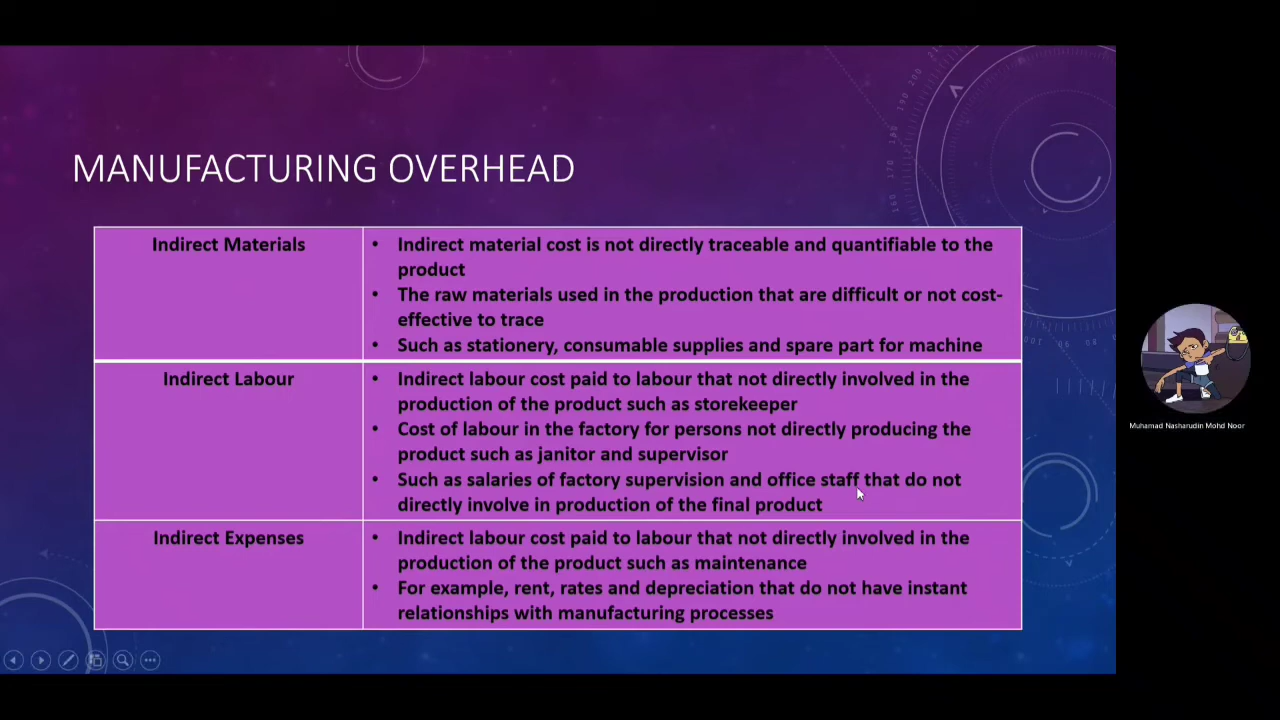 MANUFACTURING OVERHEAD
Indirect Materials
• Indirect material cost is not directly traceable and quantifiable to the
product
• The raw materials used in the production that are difficult or not cost-
effective to trace
• Such as stationery, consumable supplies and spare part for machine
Indirect Labour
• Indirect labour cost paid to labour that not directly involved in the
production of the product such as storekeeper
• Cost of labour in the factory for persons not directly producing the
product such as janitor and supervisor
• Such as salaries of factory supervision and office staff that do not
directly involve in production of the final product
Indirect Expenses
• Indirect labour cost paid to labour that not directly involved in the
production of the product such as maintenance
• For example, rent, rates and depreciation that do not have instant
relationships with manufacturing processes
Muhamad Nasharudin Mohd Noor
160 170 180 190 200